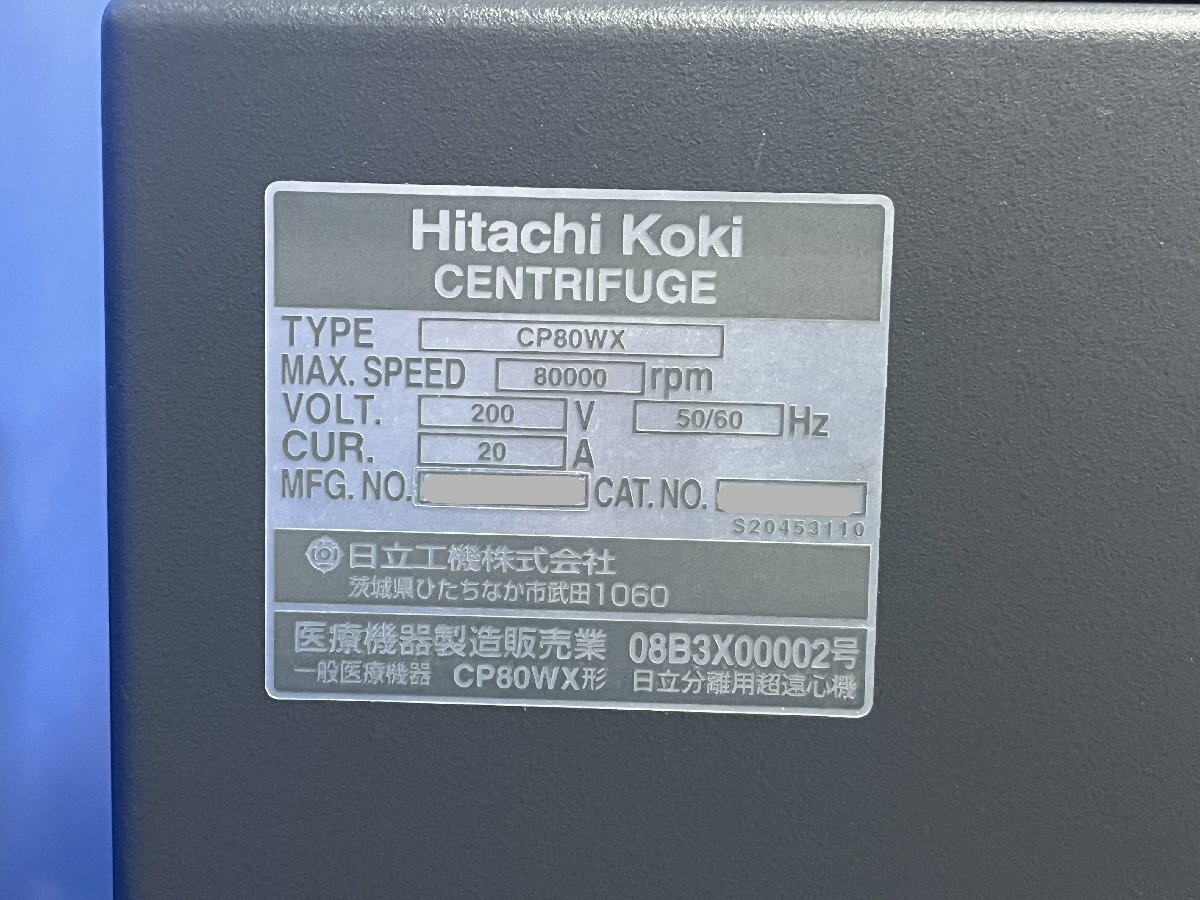 Hitachi Koki
CENTRIFUGE
TYPE CP80WX
MAX. SPEED 80000 rpm
VOLT. 200 V 50/60 Hz
CUR. 20 A
MFG. NO. CAT. NO.
S20453110
日立工機株式会社
茨城県ひたちなか市武田1060
医療機器製造販売業 08B3X00002号
一般医療機器 CP80WX形 日立分離用超遠心機